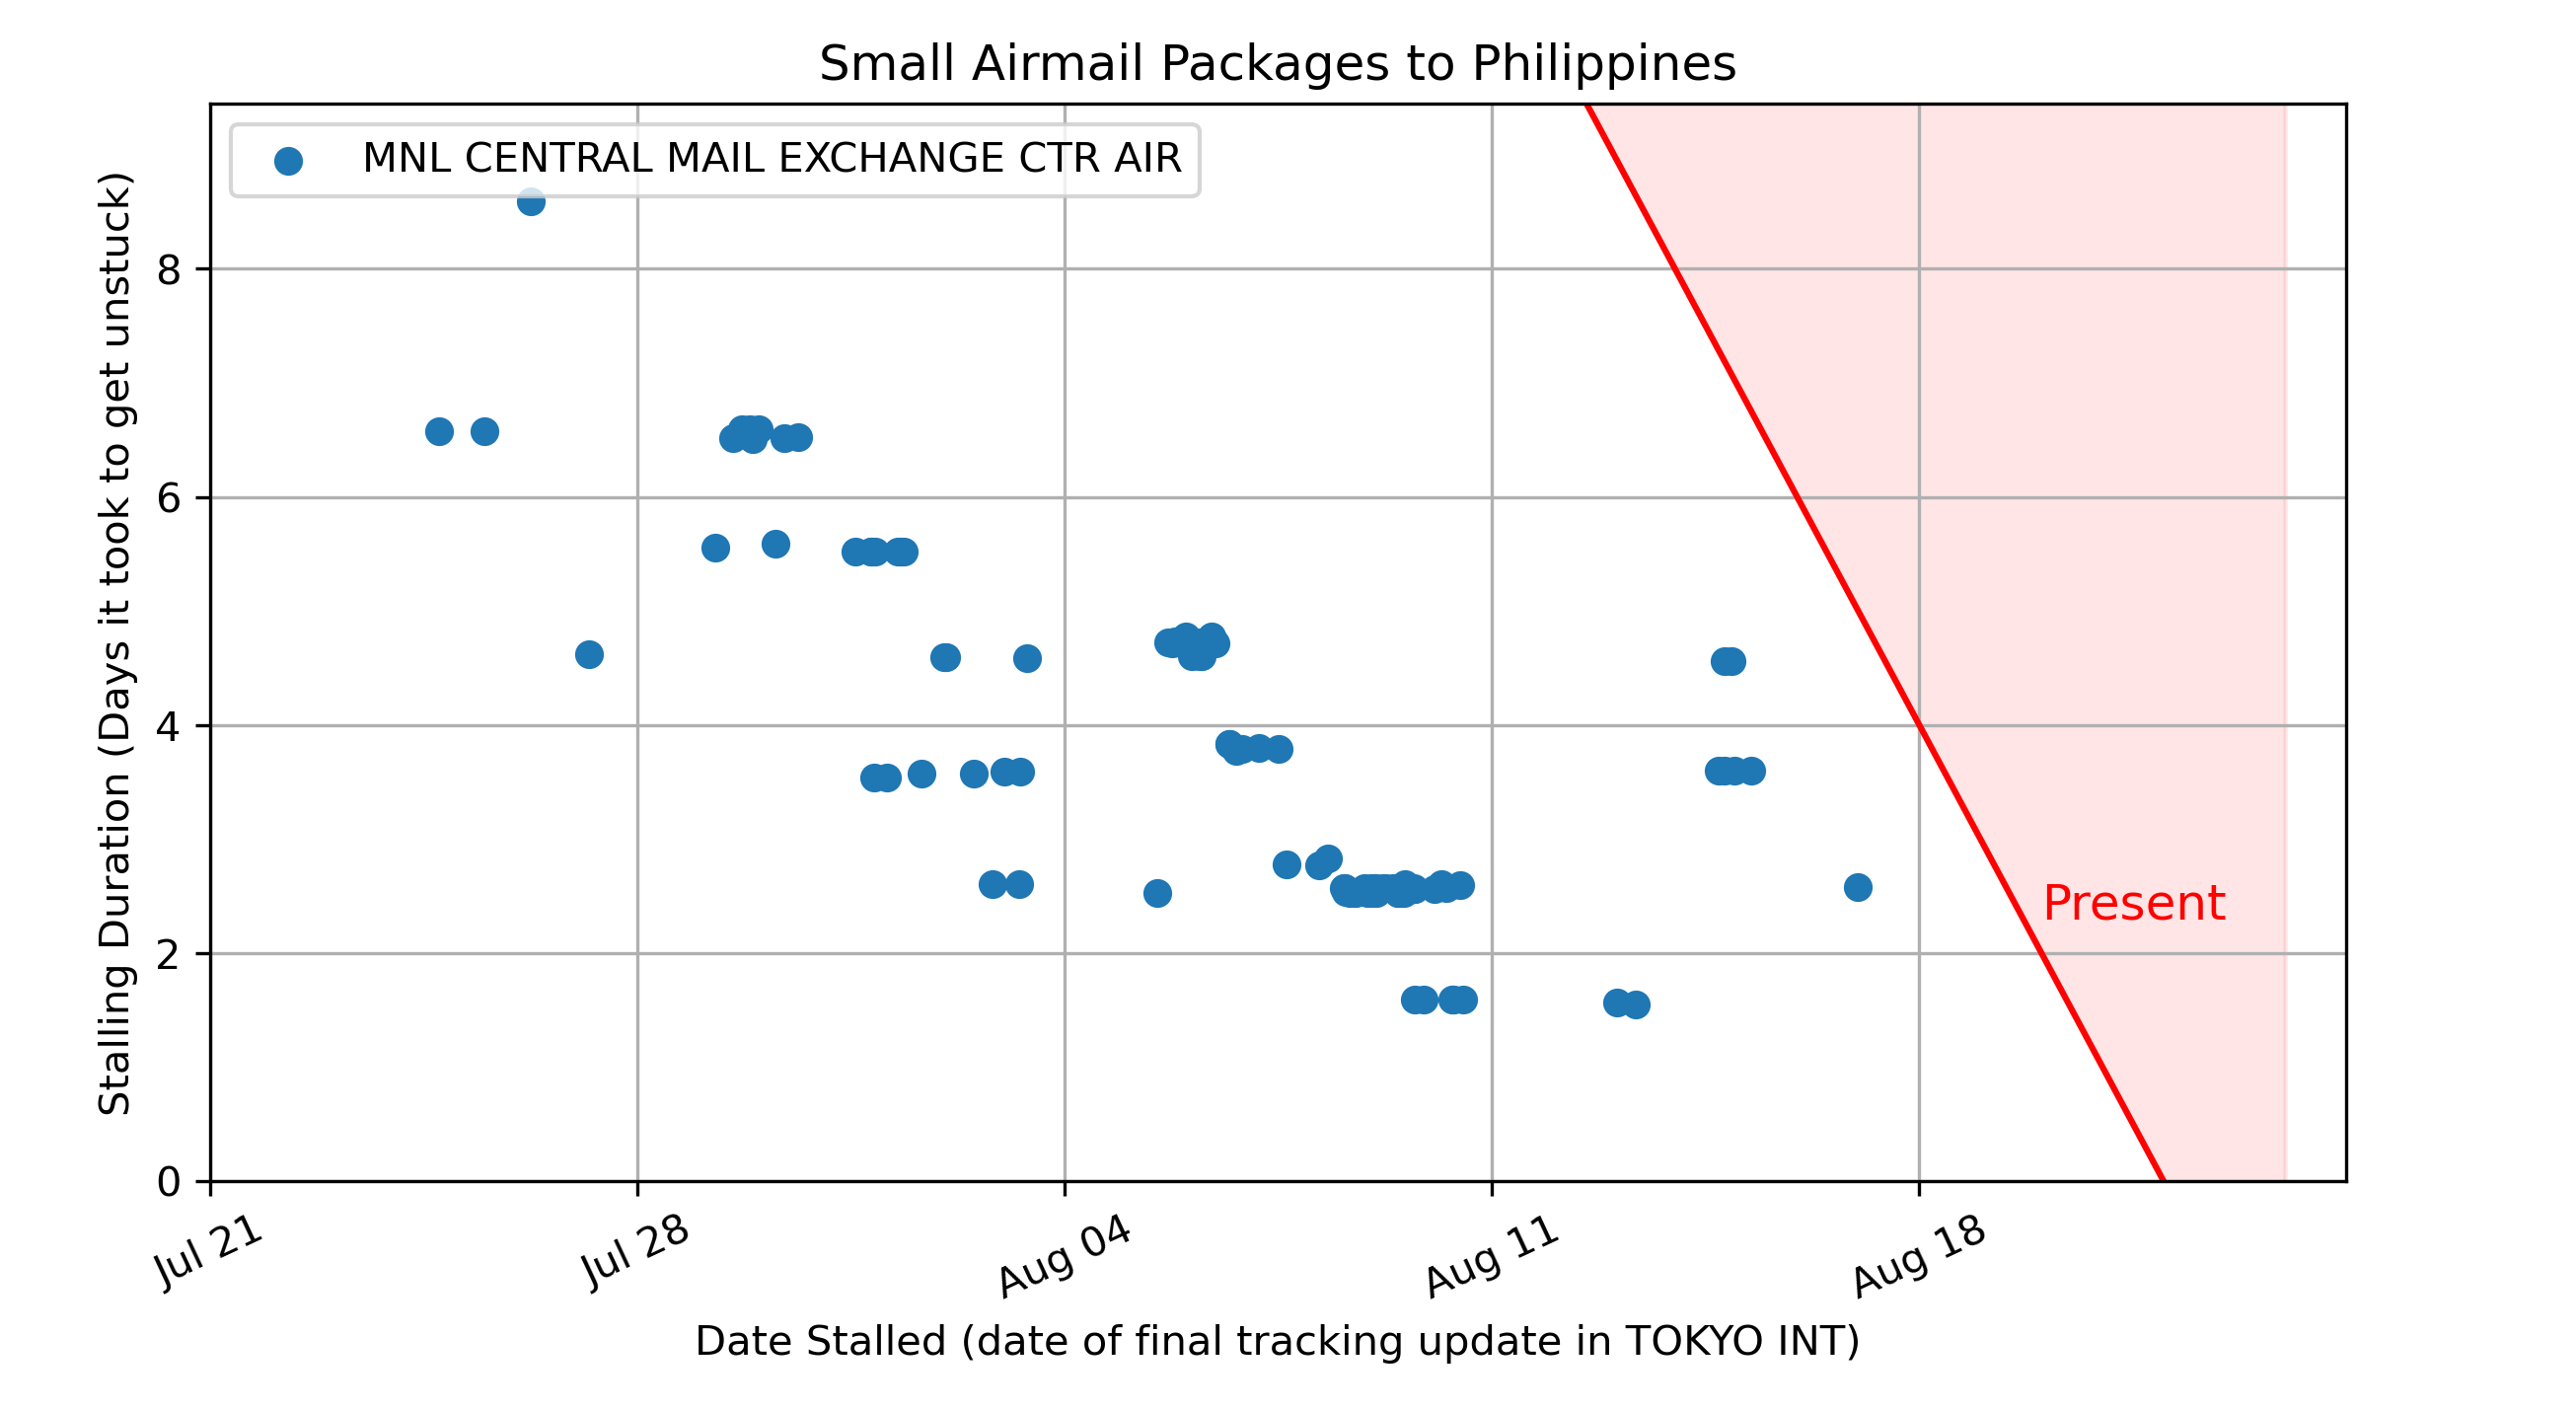 Small Airmail Packages to Philippines
MNL CENTRAL MAIL EXCHANGE CTR AIR
Stalling Duration (Days it took to get unstuck)
8
6
4
2
0
Present
Jul 21
Jul 28
Aug 04
Aug 11
Aug 18
Date Stalled (date of final tracking update in TOKYO INT)